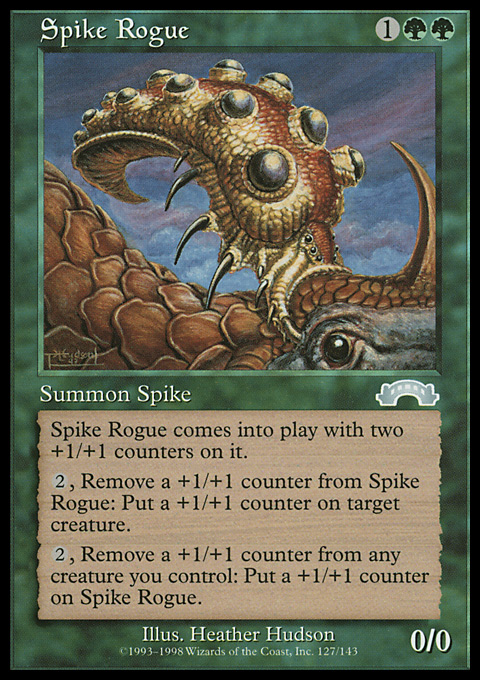 Spike Rogue 1
Summon Spike
Spike Rogue comes into play with two
+1/+1 counters on it.
2, Remove a +1/+1 counter from Spike
Rogue: Put a +1/+1 counter on target
creature.
2, Remove a +1/+1 counter from any
creature you control: Put a +1/+1 counter
on Spike Rogue.
Illus. Heather Hudson
©1993–1998 Wizards of the Coast, Inc. 127/143
0/0